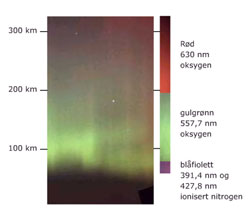 300 km
Rød
630 nm
oksygen
200 km
gulgrønn
557,7 nm
oksygen
100 km
blåfiolett
391,4 nm og
427,8 nm
ionisert nitrogen